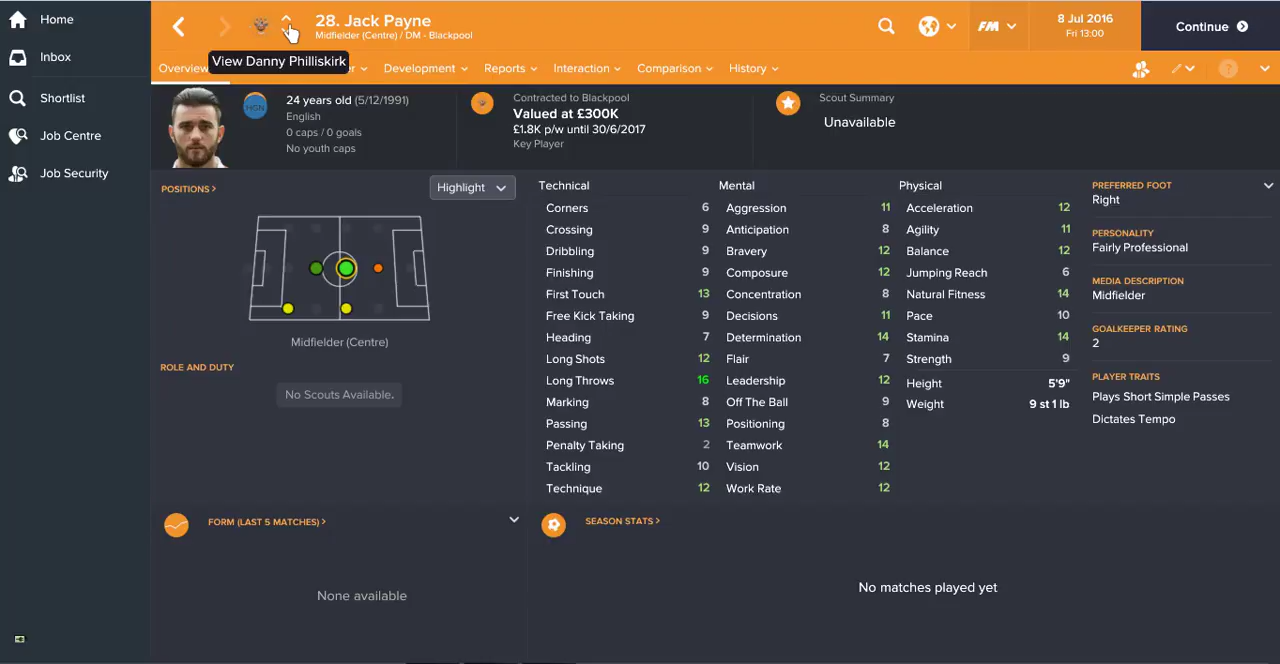 Home
Inbox
Shortlist
Job Centre
Job Security
28. Jack Payne
Midfielder (Centre) / DM - Blackpool
FM
8 Jul 2016
Fri 13:00
Continue
View Danny Philliskirk
Overview
Development
Reports
Interaction
Comparison
History
HGN
24 years old (5/12/1991)
English
0 caps / 0 goals
No youth caps
Contracted to Blackpool
Valued at £300K
£1.8K p/w until 30/6/2017
Key Player
Scout Summary
Unavailable
POSITIONS >
Highlight
Midfielder (Centre)
ROLE AND DUTY
No Scouts Available.
Technical
Corners 6
Crossing 9
Dribbling 9
Finishing 9
First Touch 13
Free Kick Taking 9
Heading 7
Long Shots 12
Long Throws 16
Marking 8
Passing 13
Penalty Taking 2
Tackling 10
Technique 12
Mental
Aggression 11
Anticipation 8
Bravery 12
Composure 12
Concentration 8
Decisions 11
Determination 14
Flair 7
Leadership 12
Off The Ball 9
Positioning 8
Teamwork 14
Vision 12
Work Rate 12
Physical
Acceleration 12
Agility 11
Balance 12
Jumping Reach 6
Natural Fitness 14
Pace 10
Stamina 14
Strength 9
Height 5'9"
Weight 9 st 1 lb
PREFERRED FOOT
Right
PERSONALITY
Fairly Professional
MEDIA DESCRIPTION
Midfielder
GOALKEEPER RATING
2
PLAYER TRAITS
Plays Short Simple Passes
Dictates Tempo
FORM (LAST 5 MATCHES) >
None available
SEASON STATS >
No matches played yet